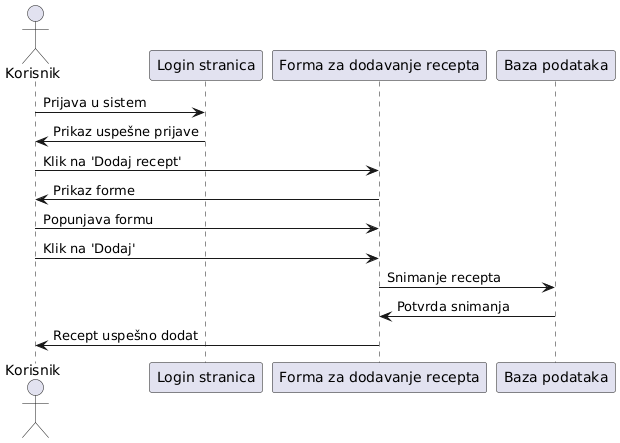 Korisnik
Login stranica
Forma za dodavanje recepta
Baza podataka
Prijava u sistem
Prikaz uspešne prijave
Klik na 'Dodaj recept'
Prikaz forme
Popunjava formu
Klik na 'Dodaj'
Snimanje recepta
Potvrda snimanja
Recept uspešno dodat
Korisnik
Login stranica
Forma za dodavanje recepta
Baza podataka